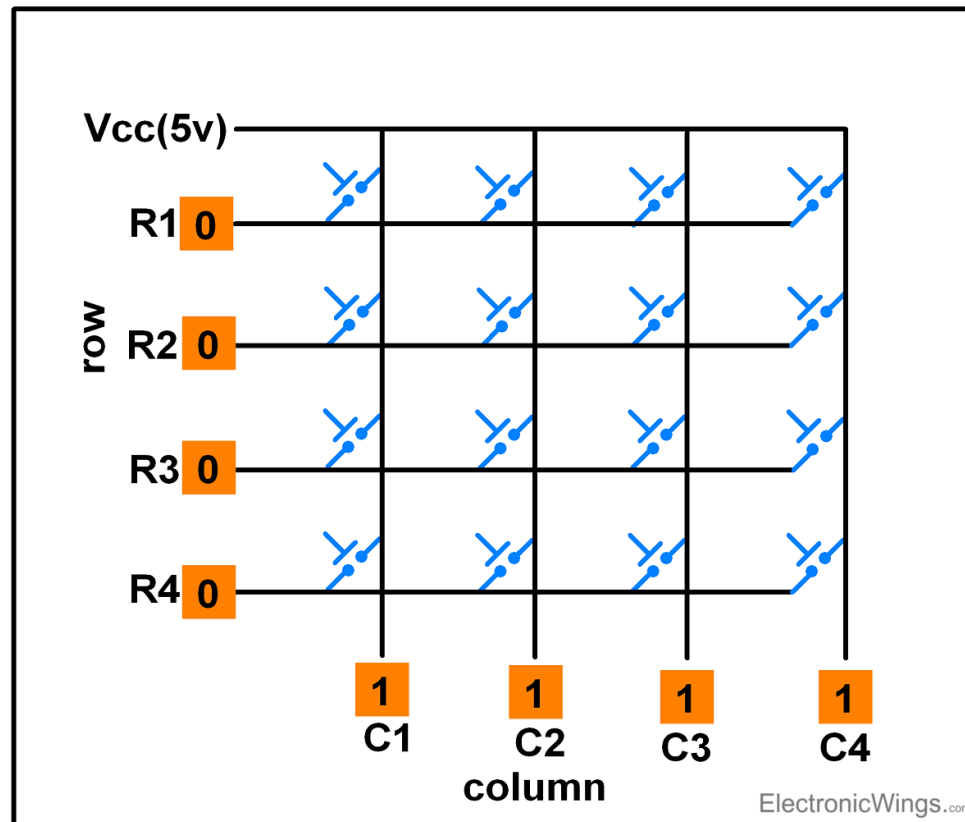 Vcc(5v)
R1 0
row
R2 0
R3 0
R4 0
1 1 1 1
C1 C2 C3 C4
column
ElectronicWings.com